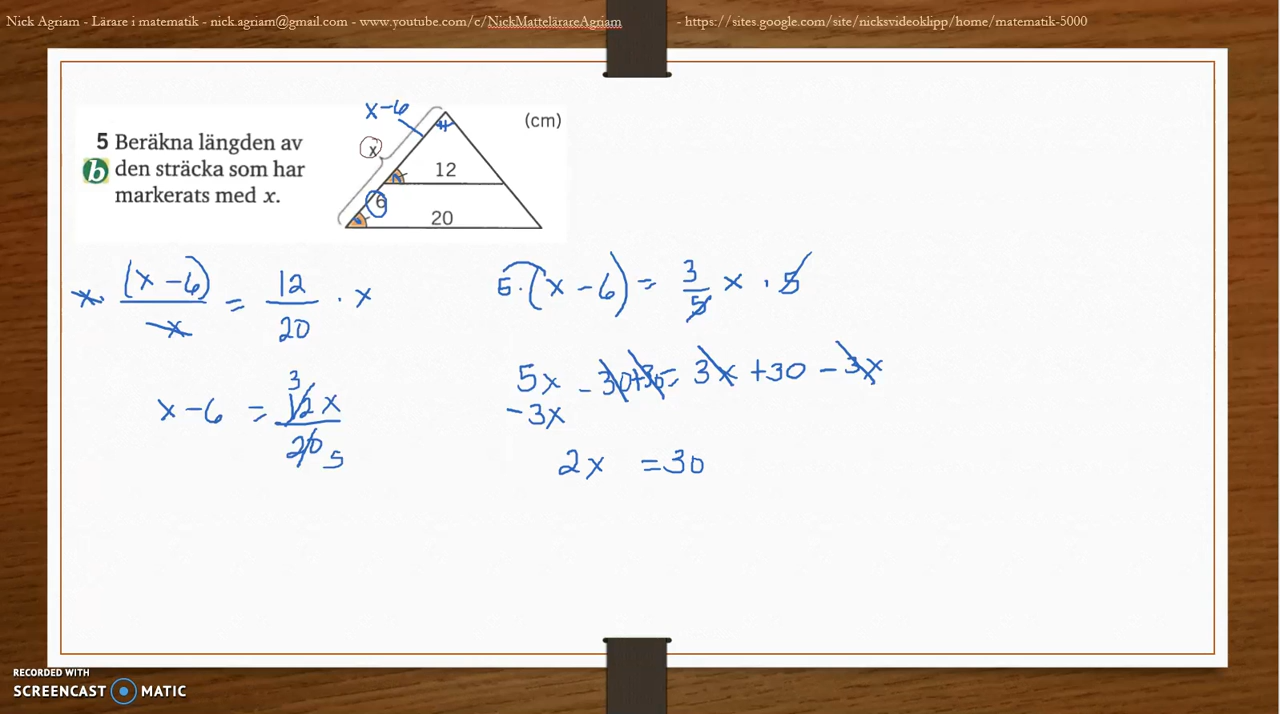 Nick Agriam - Lärare i matematik - nick.agriam@gmail.com - www.youtube.com/c/NickMattelärareAgriam - https://sites.google.com/site/nicksvideoklipp/home/matematik-5000
5 Beräkna längden av
b den sträcka som har
markerats med x.
x-6
(cm)
x
12
6
20
x · (x - 6) / x = 12/20 · x
x - 6 = 12x/20
3
5
5 · (x - 6) = 3/5 x · 5
5x - 30 + 30 = 3x + 30 - 3x
- 3x
2x = 30
RECORDED WITH
SCREENCAST MATIC